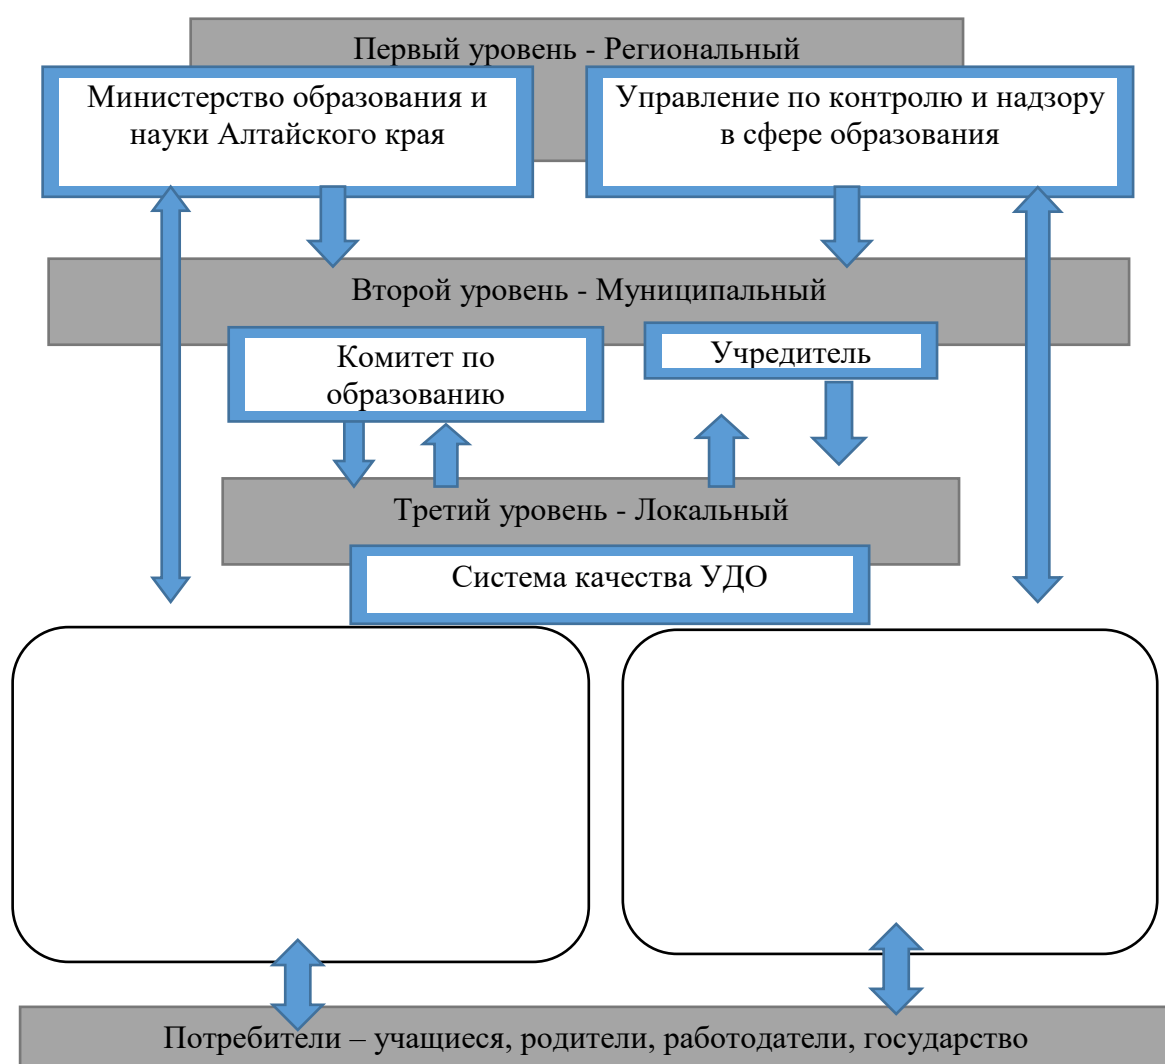 Первый уровень - Региональный
Министерство образования и
науки Алтайского края
Управление по контролю и надзору
в сфере образования
Второй уровень - Муниципальный
Комитет по
образованию
Учредитель
Третий уровень - Локальный
Система качества УДО
Потребители – учащиеся, родители, работодатели, государство